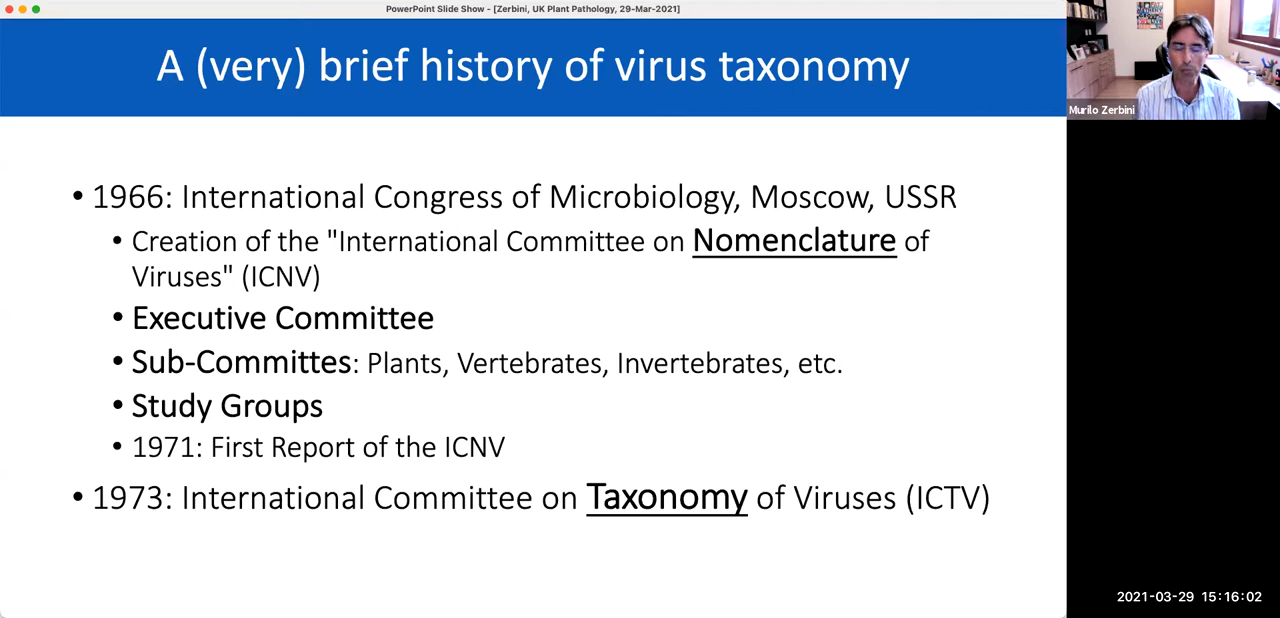 PowerPoint Slide Show - [Zerbini, UK Plant Pathology, 29-Mar-2021]
A (very) brief history of virus taxonomy
Murilo Zerbini
• 1966: International Congress of Microbiology, Moscow, USSR
• Creation of the "International Committee on Nomenclature of
Viruses" (ICNV)
• Executive Committee
• Sub-Committes: Plants, Vertebrates, Invertebrates, etc.
• Study Groups
• 1971: First Report of the ICNV
• 1973: International Committee on Taxonomy of Viruses (ICTV)
2021-03-29 15:16:02